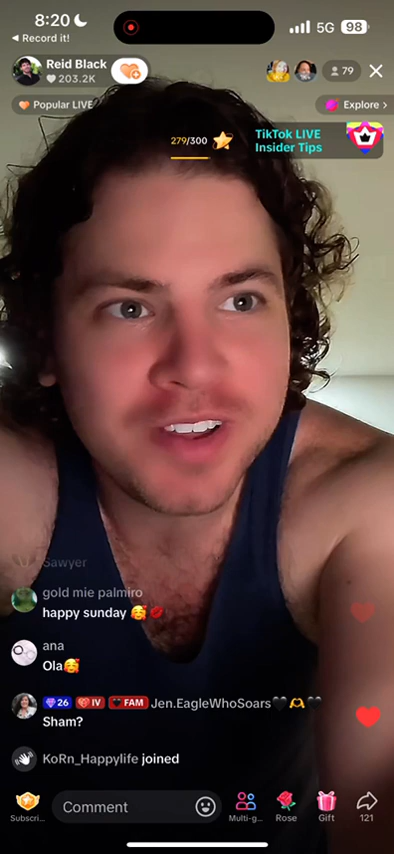 8:20
5G 98
Record it!
Reid Black
203.2K
79
Popular LIVE
Explore >
279/300
TikTok LIVE
Insider Tips
Sawyer
gold mie palmiro
happy sunday 🥰💋
ana
Ola🥰
26 IV FAM Jen.EagleWhoSoars🖤🫶🖤
Sham?
KoRn_Happylife joined
Comment
Subscri...
Multi-g...
Rose
Gift
121